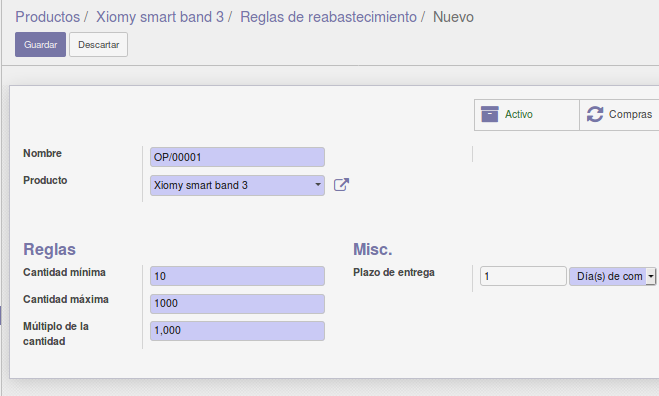 Productos / Xiomy smart band 3 / Reglas de reabastecimiento / Nuevo
Guardar Descartar
Activo Compras
Nombre OP/00001
Producto Xiomy smart band 3
Reglas Misc.
Cantidad mínima 10 Plazo de entrega 1 Día(s) de com
Cantidad máxima 1000
Múltiplo de la
cantidad 1,000